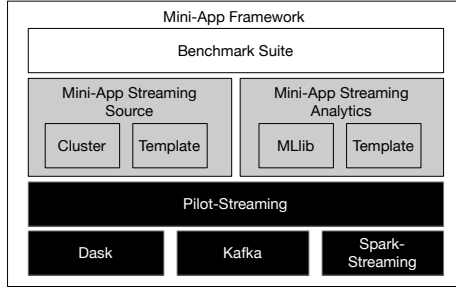 Mini-App Framework
Benchmark Suite
Mini-App Streaming
Source
Cluster
Template
Mini-App Streaming
Analytics
MLlib
Template
Pilot-Streaming
Dask
Kafka
Spark-
Streaming